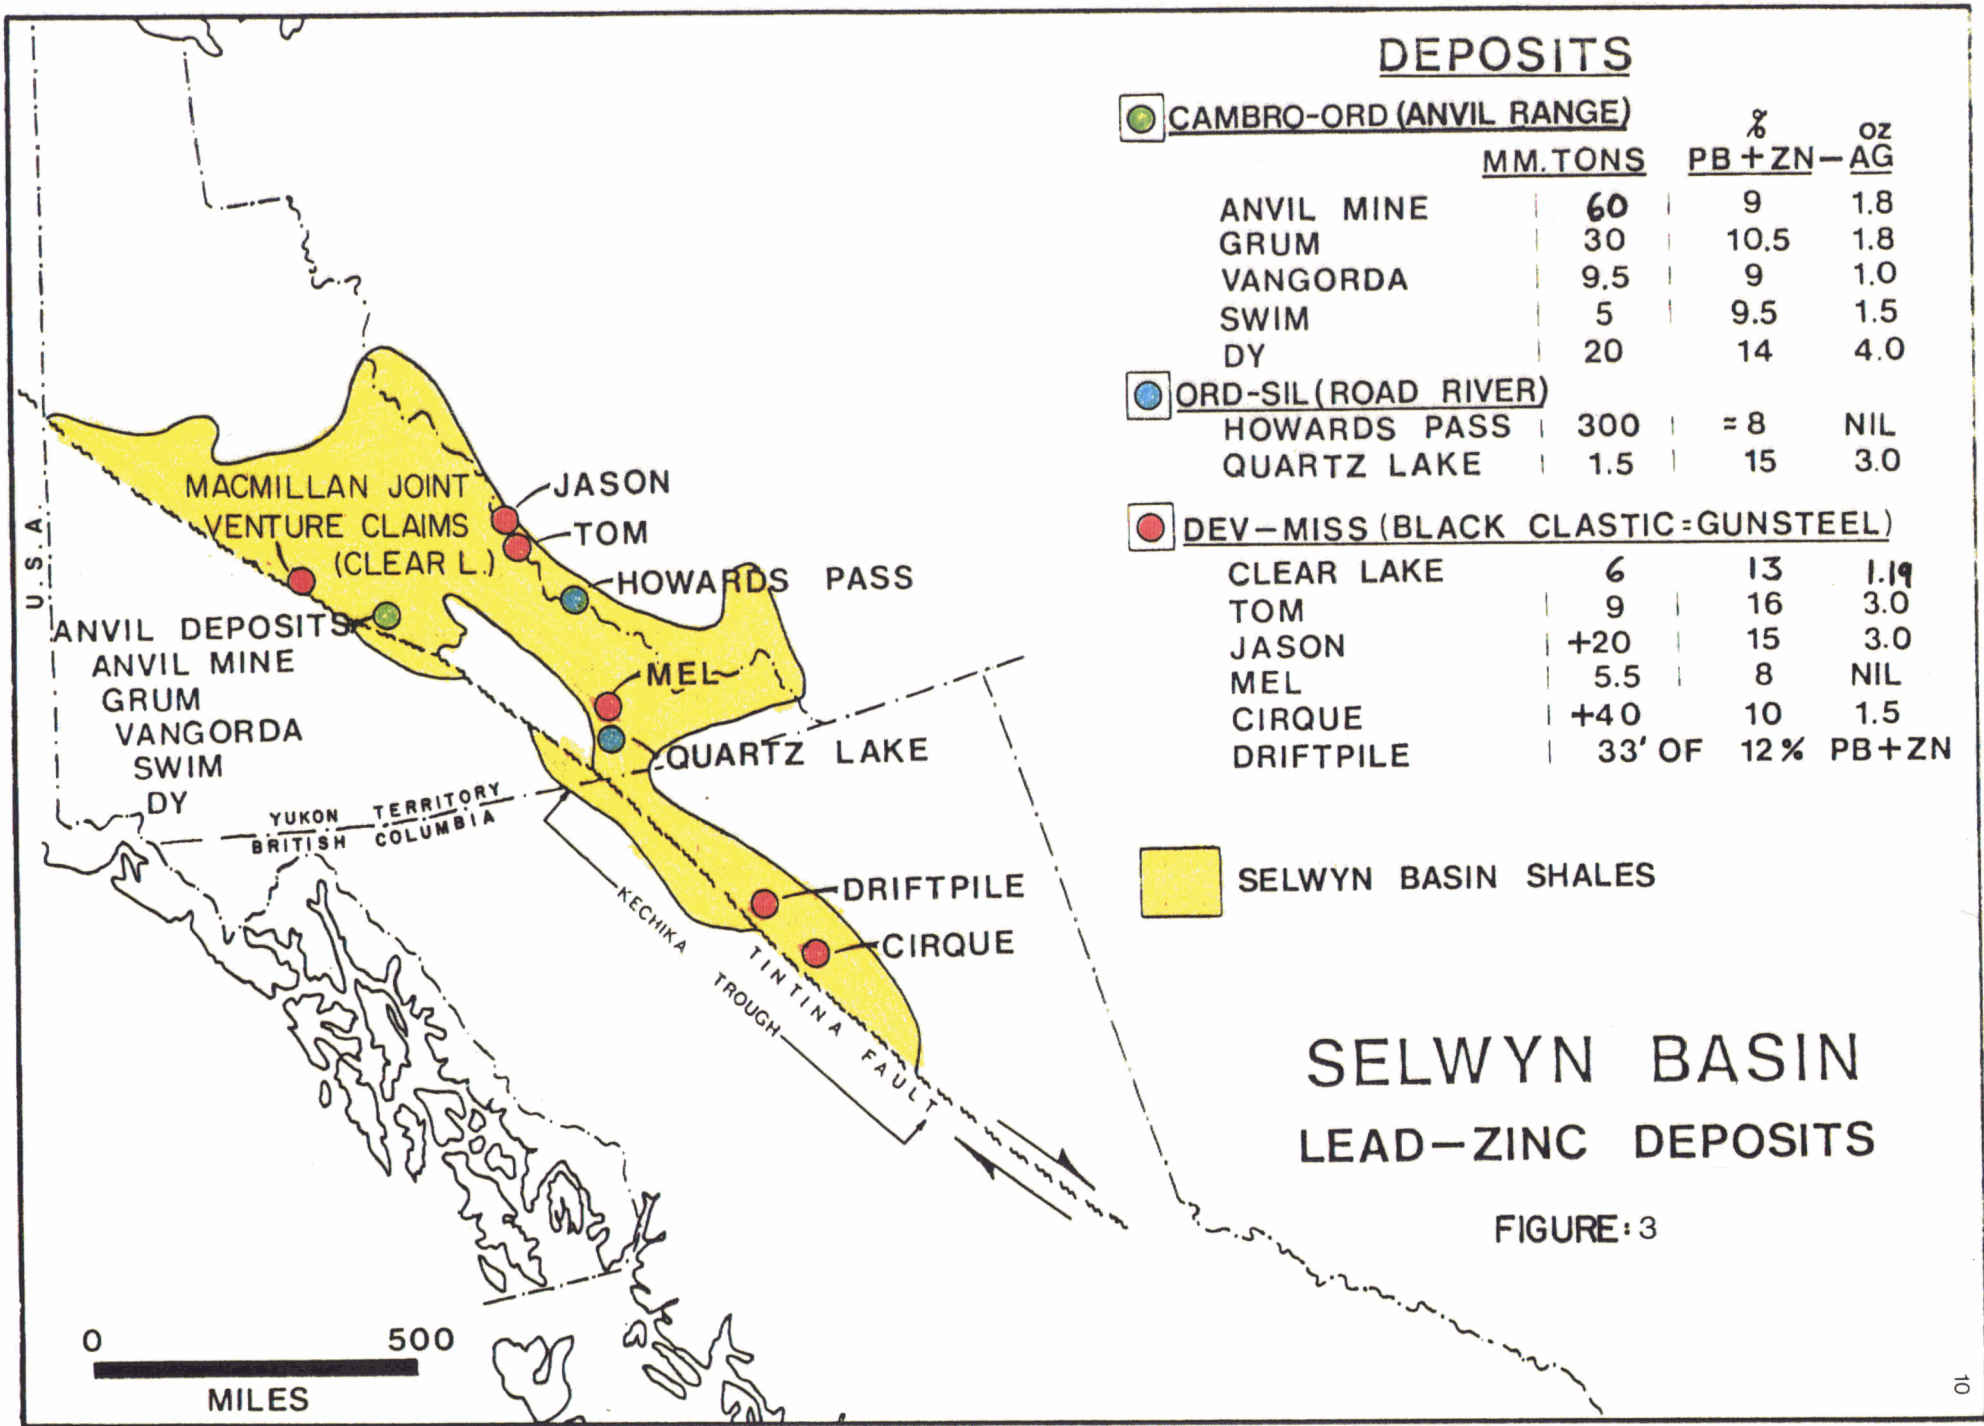 DEPOSITS
CAMBRO-ORD (ANVIL RANGE)
% oz
MM. TONS PB + ZN – AG
ANVIL MINE 60 9 1.8
GRUM 30 10.5 1.8
VANGORDA 9.5 9 1.0
SWIM 5 9.5 1.5
DY 20 14 4.0
ORD-SIL (ROAD RIVER)
HOWARDS PASS 300 ≈8 NIL
QUARTZ LAKE 1.5 15 3.0
DEV–MISS (BLACK CLASTIC = GUNSTEEL)
CLEAR LAKE 6 13 1.19
TOM 9 16 3.0
JASON +20 15 3.0
MEL 5.5 8 NIL
CIRQUE +40 10 1.5
DRIFTPILE 33' OF 12% PB+ZN
SELWYN BASIN SHALES
SELWYN BASIN
LEAD–ZINC DEPOSITS
FIGURE: 3
10
U.S.A.
MACMILLAN JOINT
VENTURE CLAIMS
(CLEAR L.)
JASON
TOM
HOWARDS PASS
ANVIL DEPOSITS
ANVIL MINE
GRUM
VANGORDA
SWIM
DY
MEL
QUARTZ LAKE
YUKON TERRITORY
BRITISH COLUMBIA
DRIFTPILE
CIRQUE
KECHIKA TROUGH
TINTINA FAULT
0 500
MILES